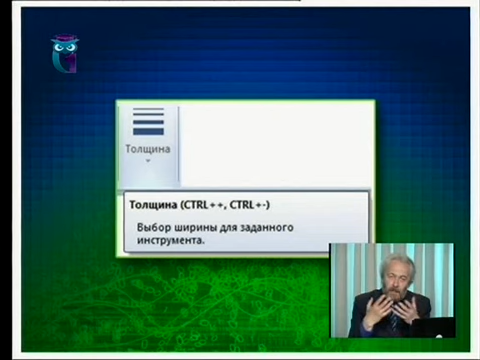 Толщина
Толщина (CTRL++, CTRL+-)
Выбор ширины для заданного
инструмента.